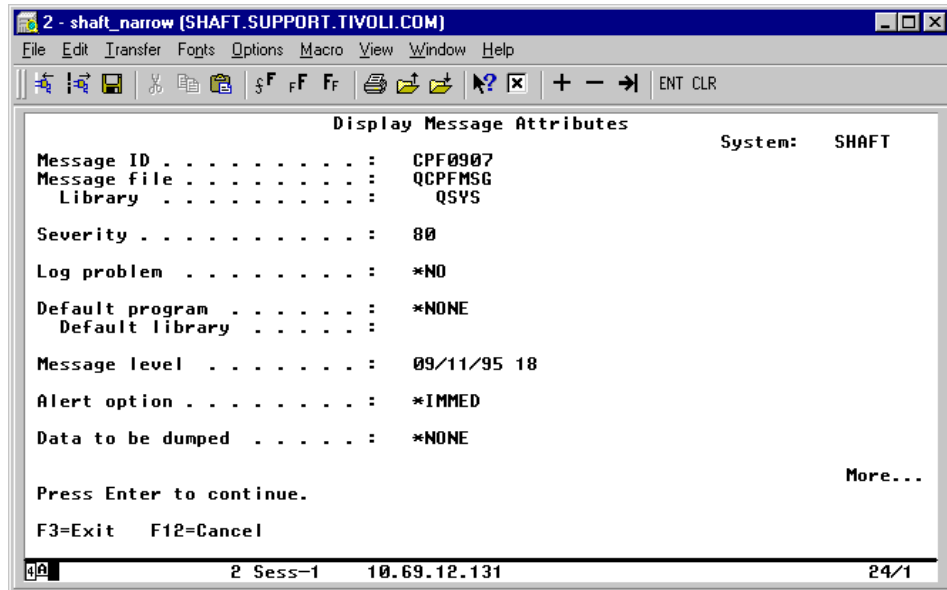 2 - shaft_narrow (SHAFT.SUPPORT.TIVOLI.COM)
File Edit Transfer Fonts Options Macro View Window Help
ENT CLR
Display Message Attributes
System: SHAFT
Message ID . . . . . . . . . : CPF0907
Message file . . . . . . . . : QCPFMSG
Library . . . . . . . . . : QSYS
Severity . . . . . . . . . . : 80
Log problem . . . . . . . . : *NO
Default program . . . . . . : *NONE
Default library . . . . . :
Message level . . . . . . . : 09/11/95 18
Alert option . . . . . . . . : *IMMED
Data to be dumped . . . . . : *NONE
More...
Press Enter to continue.
F3=Exit F12=Cancel
4A 2 Sess-1 10.69.12.131 24/1